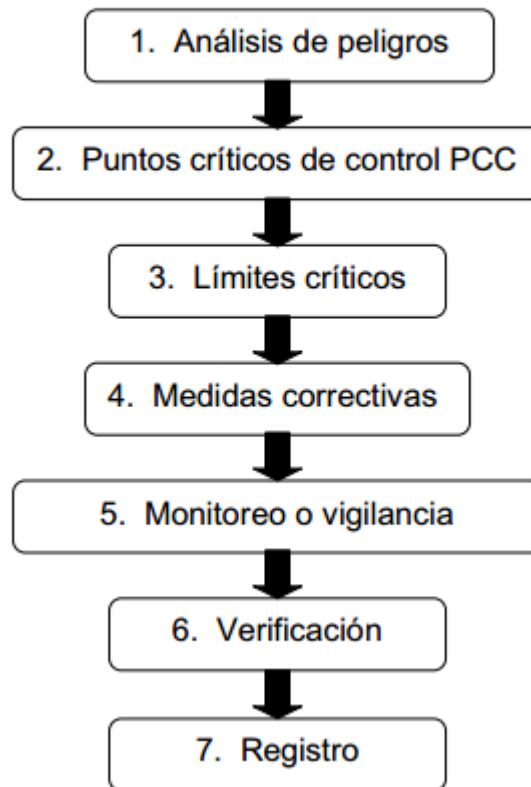 1. Análisis de peligros
2. Puntos críticos de control PCC
3. Límites críticos
4. Medidas correctivas
5. Monitoreo o vigilancia
6. Verificación
7. Registro